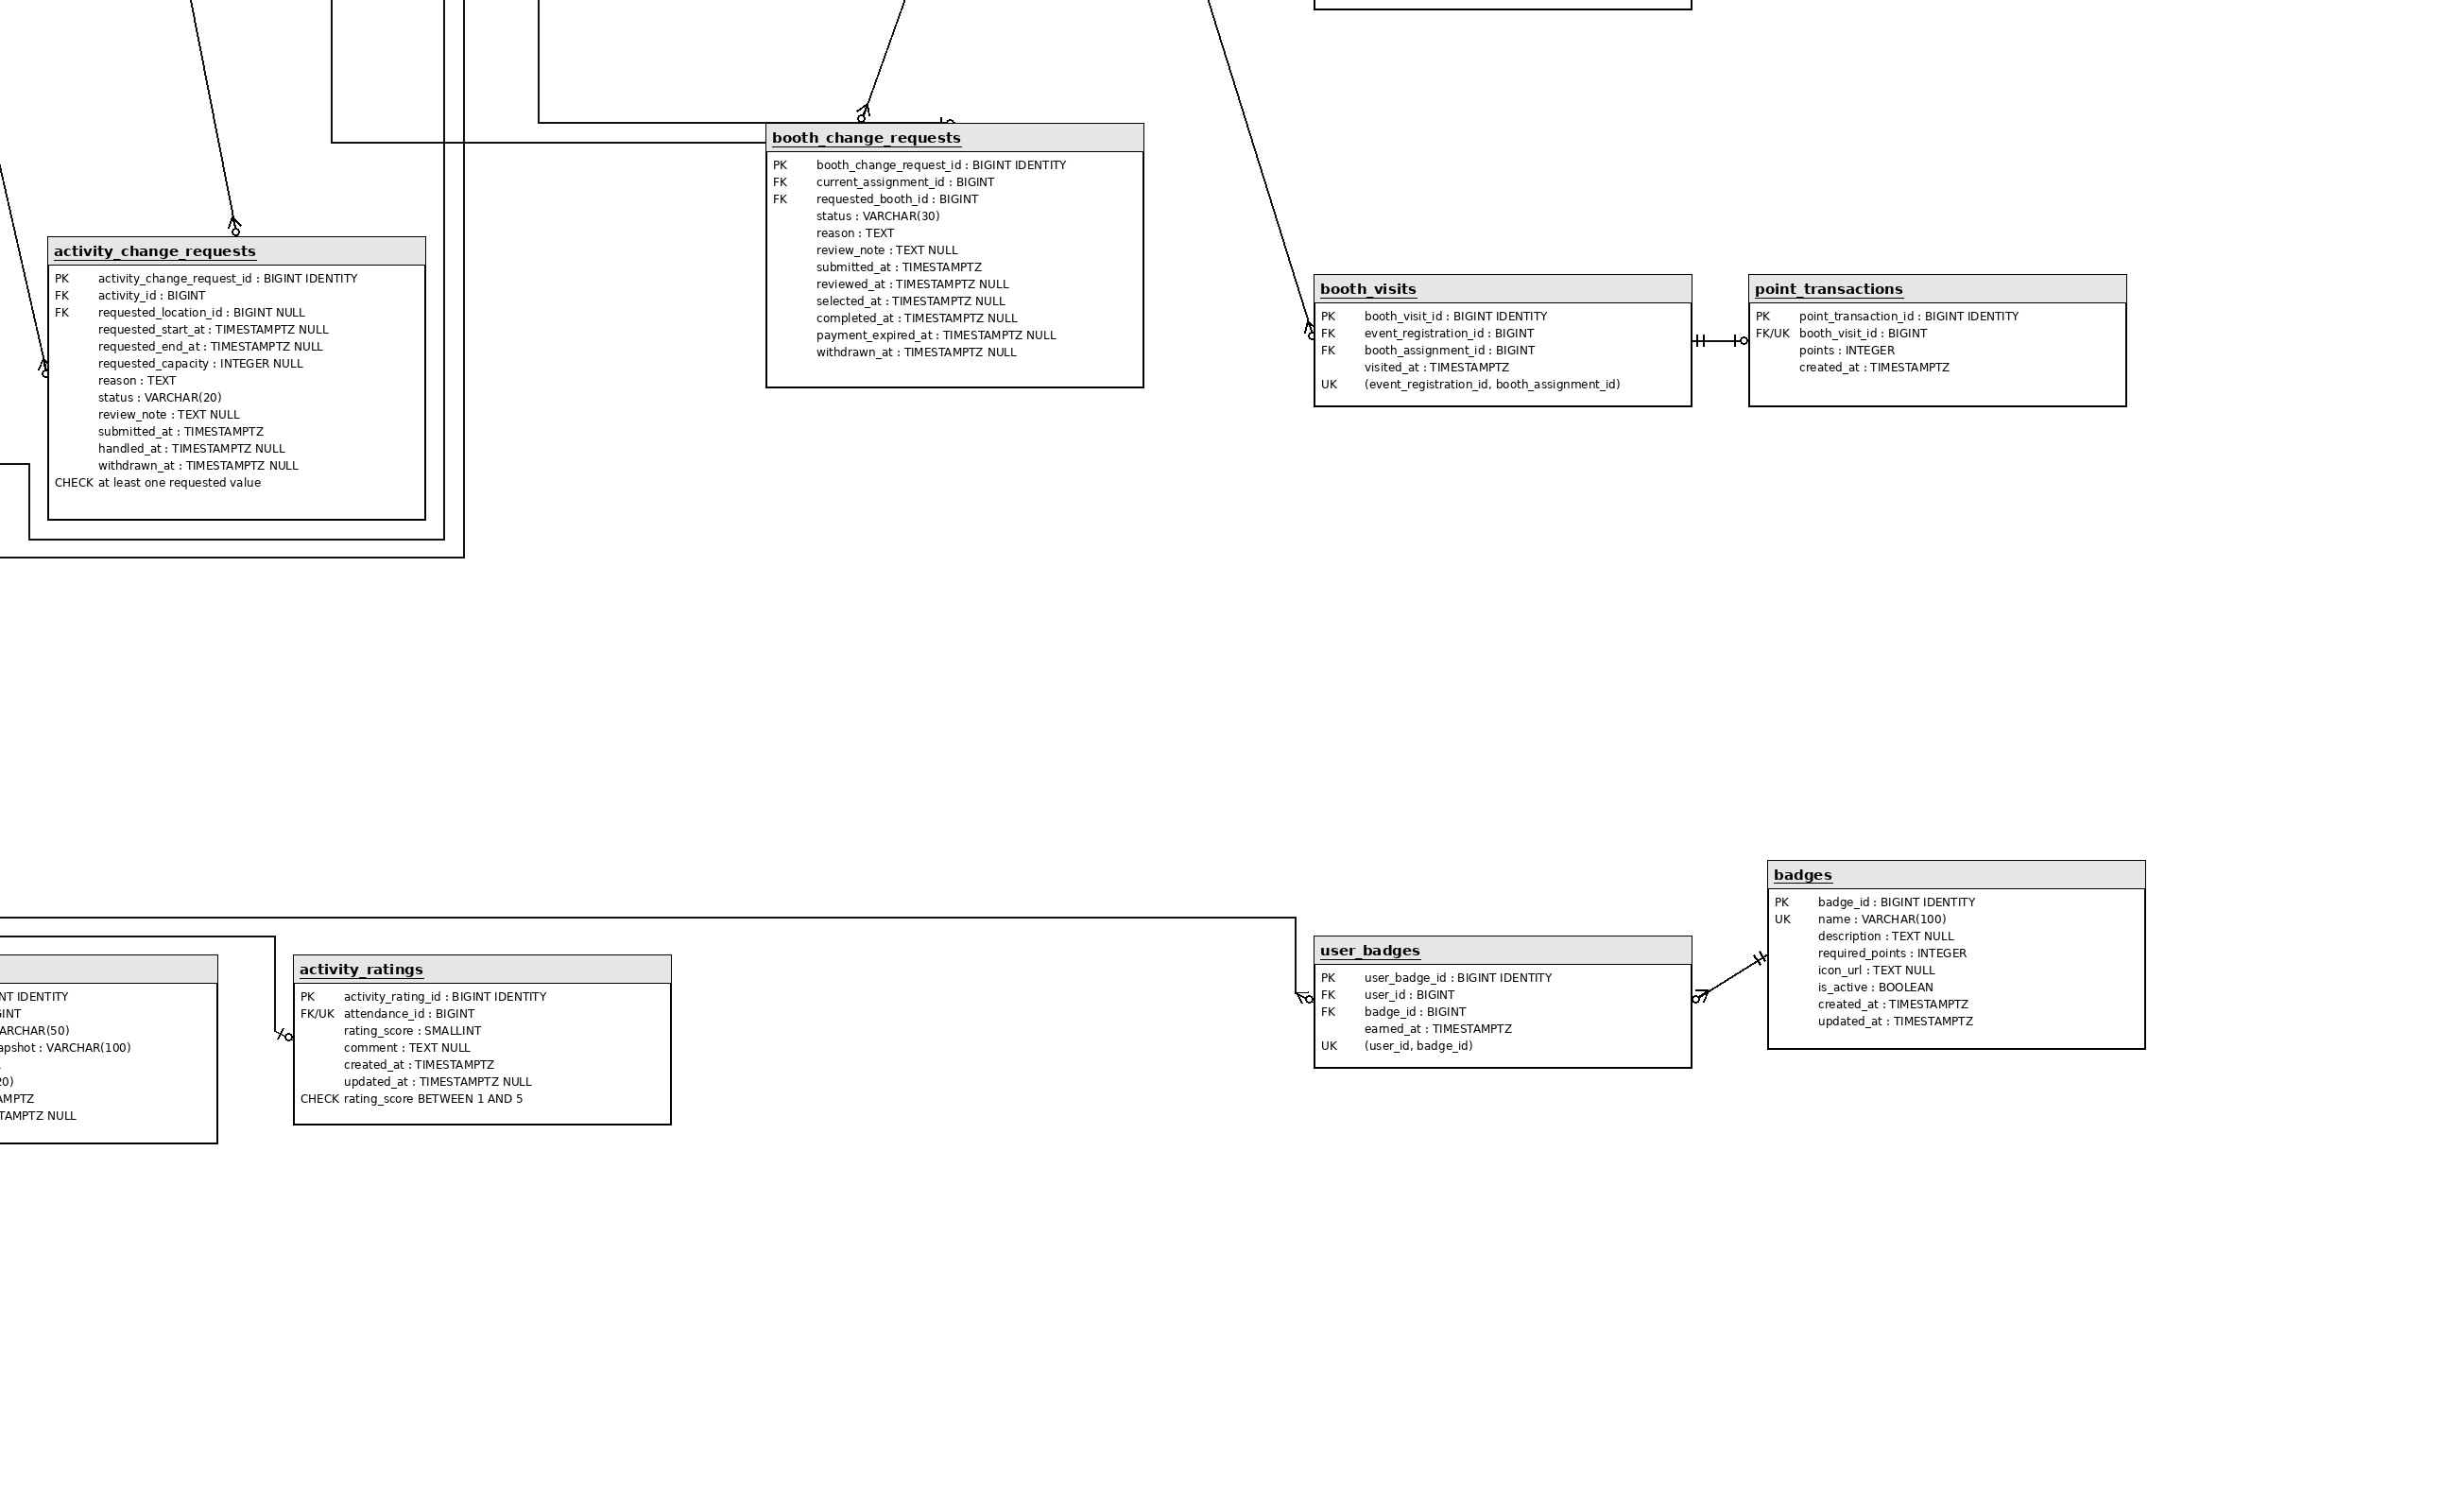 booth_change_requests
PK booth_change_request_id : BIGINT IDENTITY
FK current_assignment_id : BIGINT
FK requested_booth_id : BIGINT
status : VARCHAR(30)
reason : TEXT
review_note : TEXT NULL
submitted_at : TIMESTAMPTZ
reviewed_at : TIMESTAMPTZ NULL
selected_at : TIMESTAMPTZ NULL
completed_at : TIMESTAMPTZ NULL
payment_expired_at : TIMESTAMPTZ NULL
withdrawn_at : TIMESTAMPTZ NULL
activity_change_requests
PK activity_change_request_id : BIGINT IDENTITY
FK activity_id : BIGINT
FK requested_location_id : BIGINT NULL
requested_start_at : TIMESTAMPTZ NULL
requested_end_at : TIMESTAMPTZ NULL
requested_capacity : INTEGER NULL
reason : TEXT
status : VARCHAR(20)
review_note : TEXT NULL
submitted_at : TIMESTAMPTZ
handled_at : TIMESTAMPTZ NULL
withdrawn_at : TIMESTAMPTZ NULL
CHECK at least one requested value
booth_visits
PK booth_visit_id : BIGINT IDENTITY
FK event_registration_id : BIGINT
FK booth_assignment_id : BIGINT
visited_at : TIMESTAMPTZ
UK (event_registration_id, booth_assignment_id)
point_transactions
PK point_transaction_id : BIGINT IDENTITY
FK/UK booth_visit_id : BIGINT
points : INTEGER
created_at : TIMESTAMPTZ
badges
PK badge_id : BIGINT IDENTITY
UK name : VARCHAR(100)
description : TEXT NULL
required_points : INTEGER
icon_url : TEXT NULL
is_active : BOOLEAN
created_at : TIMESTAMPTZ
updated_at : TIMESTAMPTZ
user_badges
PK user_badge_id : BIGINT IDENTITY
FK user_id : BIGINT
FK badge_id : BIGINT
earned_at : TIMESTAMPTZ
UK (user_id, badge_id)
IDENTITY
(50)
: VARCHAR(100)
NULL
activity_ratings
PK activity_rating_id : BIGINT IDENTITY
FK/UK attendance_id : BIGINT
rating_score : SMALLINT
comment : TEXT NULL
created_at : TIMESTAMPTZ
updated_at : TIMESTAMPTZ NULL
CHECK rating_score BETWEEN 1 AND 5